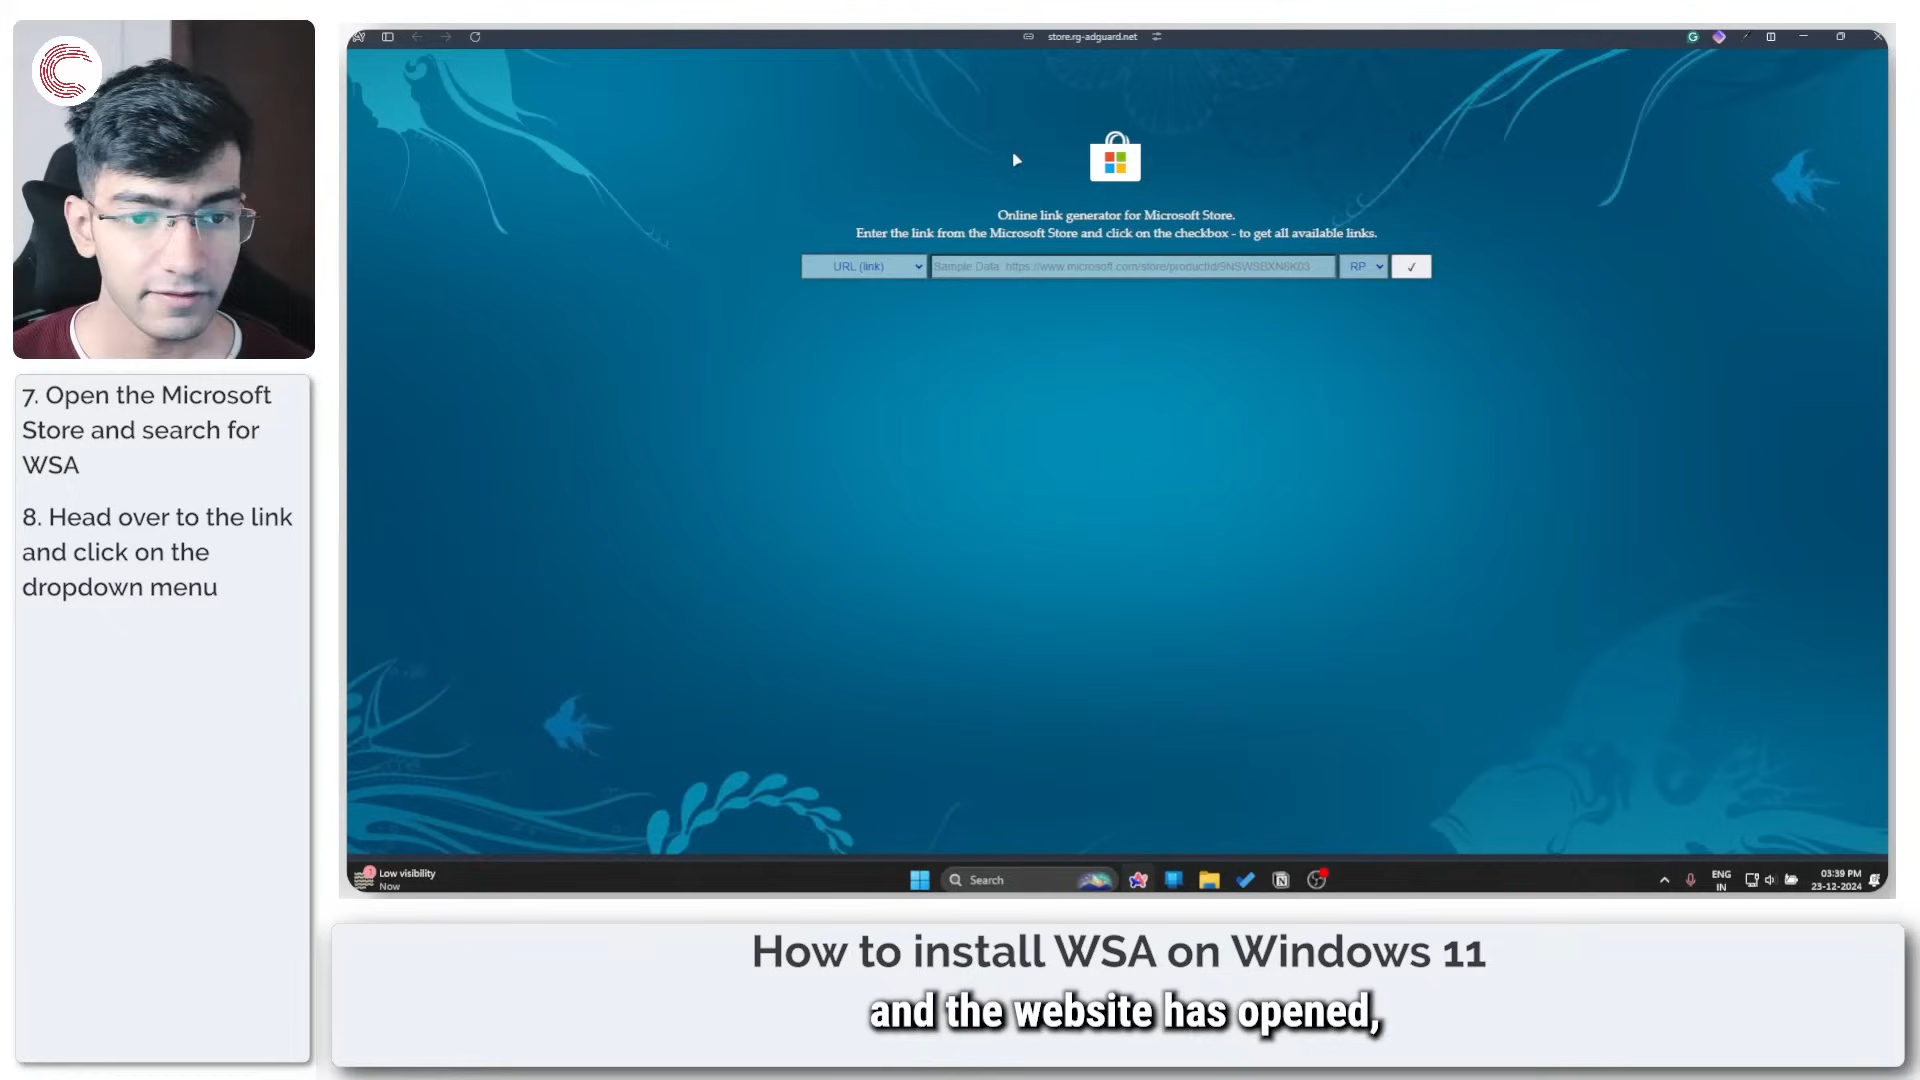 store.rg-adguard.net
Online link generator for Microsoft Store.
Enter the link from the Microsoft Store and click on the checkbox - to get all available links.
URL (link)
Sample Data: https://www.microsoft.com/store/productId/9NSWSBXN8K03
RP
✓
7. Open the Microsoft
Store and search for
WSA
8. Head over to the link
and click on the
dropdown menu
1
Low visibility
Now
Search
ENG
IN
03:39 PM
23-12-2024
How to install WSA on Windows 11
and the website has opened,